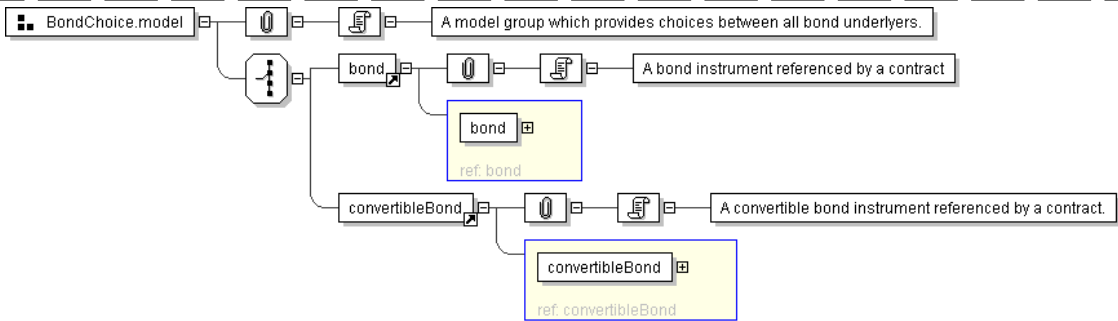 BondChoice.model
A model group which provides choices between all bond underlyers.
bond
A bond instrument referenced by a contract
bond
ref: bond
convertibleBond
A convertible bond instrument referenced by a contract.
convertibleBond
ref: convertibleBond